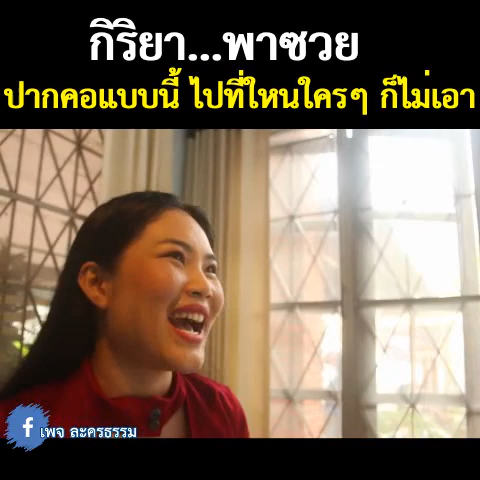 กิริยา...พาซวย
ปากคอแบบนี้ ไปที่ใหนใครๆ ก็ไม่เอา
f เพจ ละครธรรม